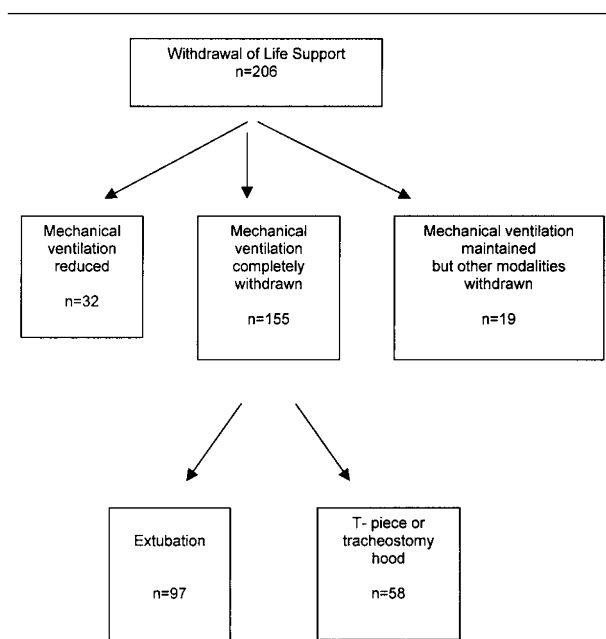 Withdrawal of Life Support
n=206
Mechanical
ventilation
reduced
n=32
Mechanical
ventilation
completely
withdrawn
n=155
Mechanical ventilation
maintained
but other modalities
withdrawn
n=19
Extubation
n=97
T- piece or
tracheostomy
hood
n=58